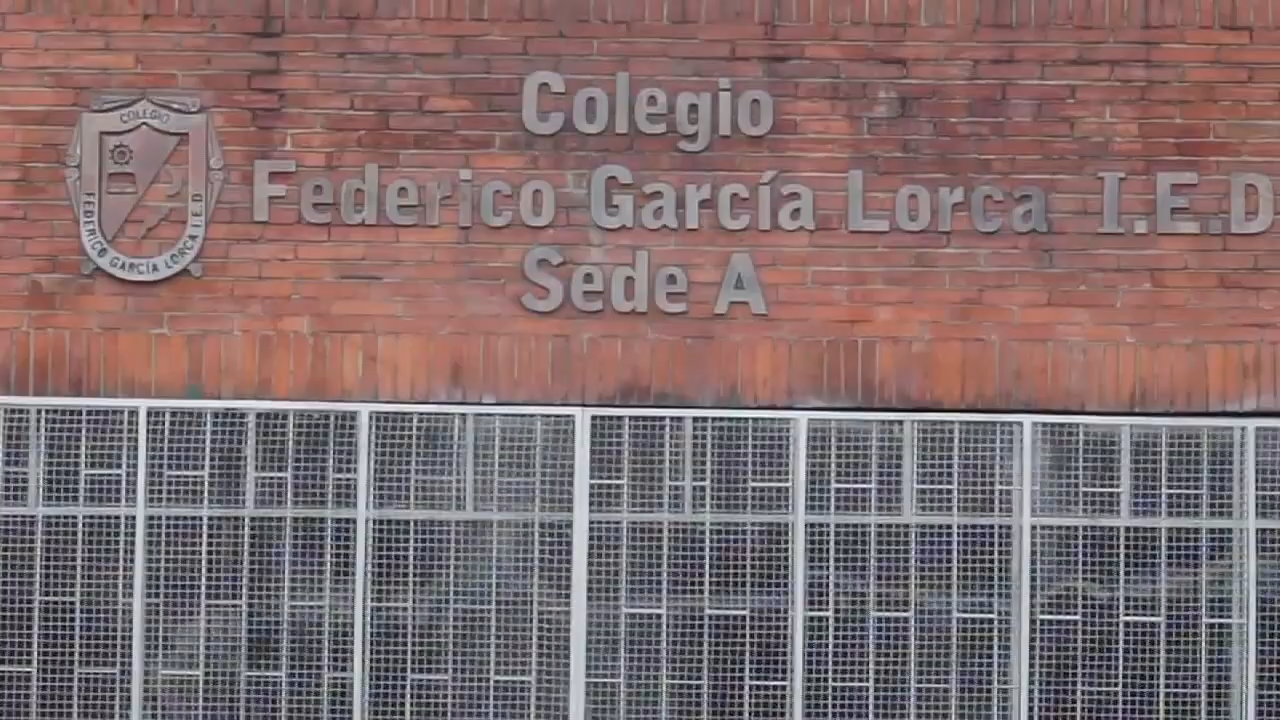 Colegio
Federico García Lorca I.E.D
Sede A
COLEGIO
FEDERICO GARCÍA LORCA I.E.D